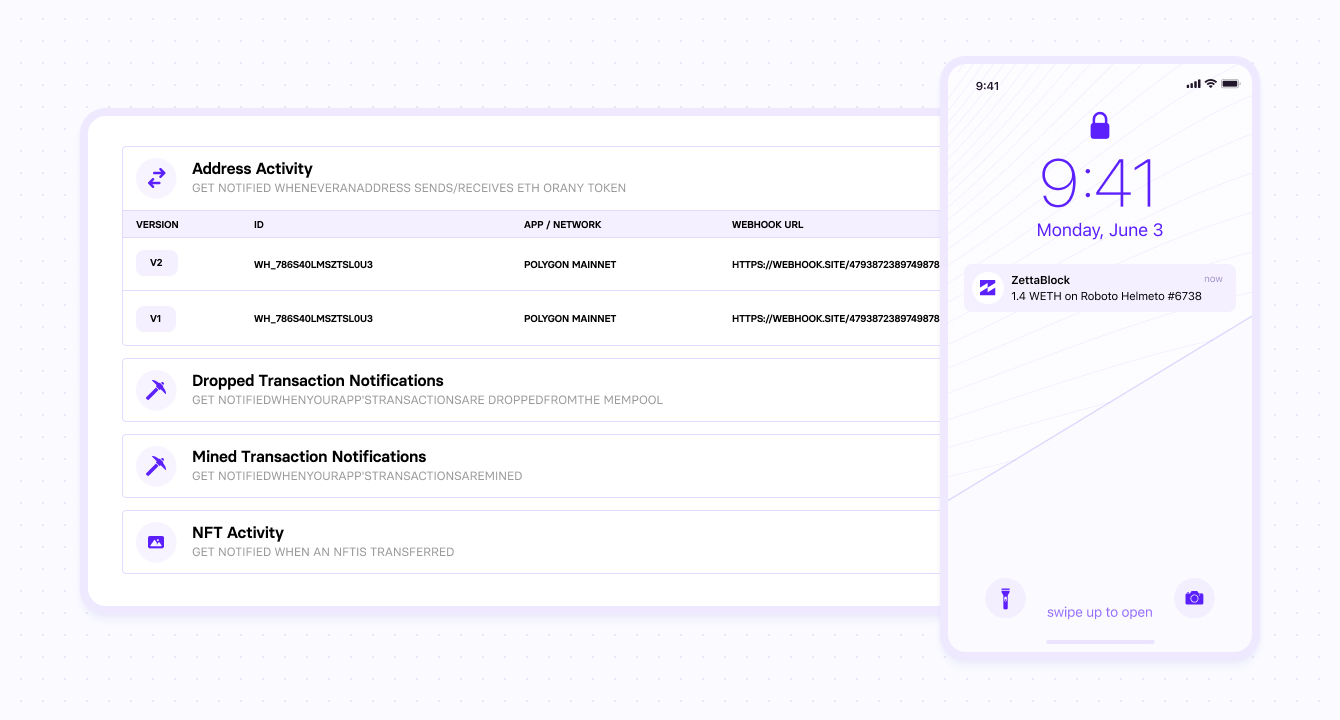 Address Activity
GET NOTIFIED WHENEVERANADDRESS SENDS/RECEIVES ETH ORANY TOKEN
VERSION ID APP / NETWORK WEBHOOK URL
V2 WH_786S40LMSZTSL0U3 POLYGON MAINNET HTTPS://WEBHOOK.SITE/4793872389749878
V1 WH_786S40LMSZTSL0U3 POLYGON MAINNET HTTPS://WEBHOOK.SITE/4793872389749878
Dropped Transaction Notifications
GET NOTIFIEDWHENYOURAPP'STRANSACTIONSARE DROPPEDFROMTHE MEMPOOL
Mined Transaction Notifications
GET NOTIFIEDWHENYOURAPP'STRANSACTIONSAREMINED
NFT Activity
GET NOTIFIED WHEN AN NFTIS TRANSFERRED
9:41
9:41
Monday, June 3
ZettaBlock now
1.4 WETH on Roboto Helmeto #6738
swipe up to open